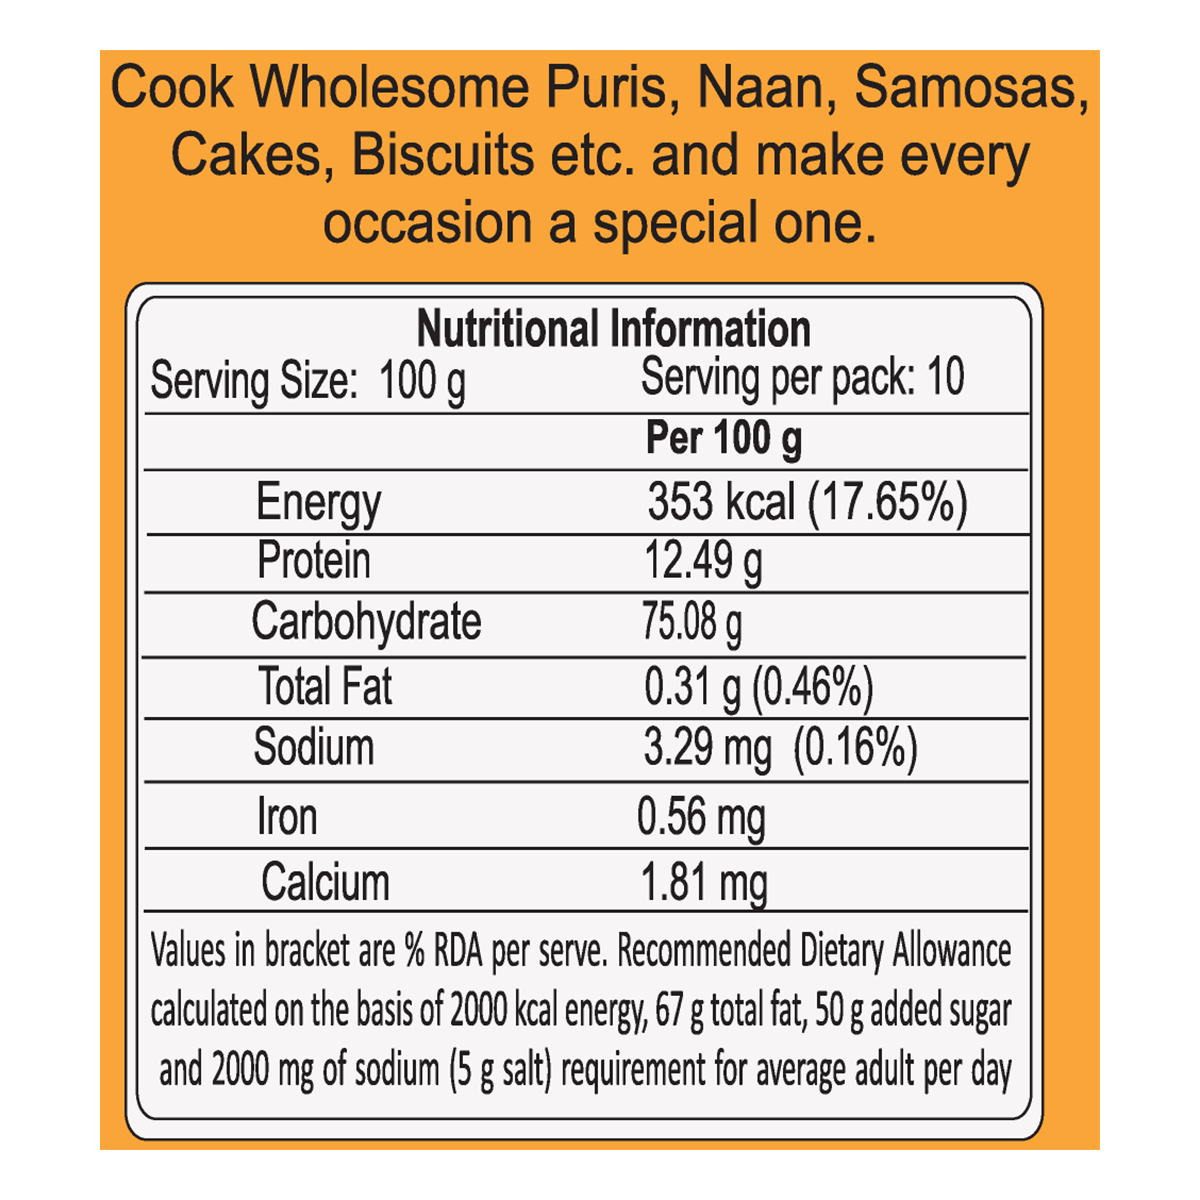 Cook Wholesome Puris, Naan, Samosas,
Cakes, Biscuits etc. and make every
occasion a special one.
Nutritional Information
Serving Size: 100 g Serving per pack: 10
Per 100 g
Energy 353 kcal (17.65%)
Protein 12.49 g
Carbohydrate 75.08 g
Total Fat 0.31 g (0.46%)
Sodium 3.29 mg (0.16%)
Iron 0.56 mg
Calcium 1.81 mg
Values in bracket are % RDA per serve. Recommended Dietary Allowance
calculated on the basis of 2000 kcal energy, 67 g total fat, 50 g added sugar
and 2000 mg of sodium (5 g salt) requirement for average adult per day